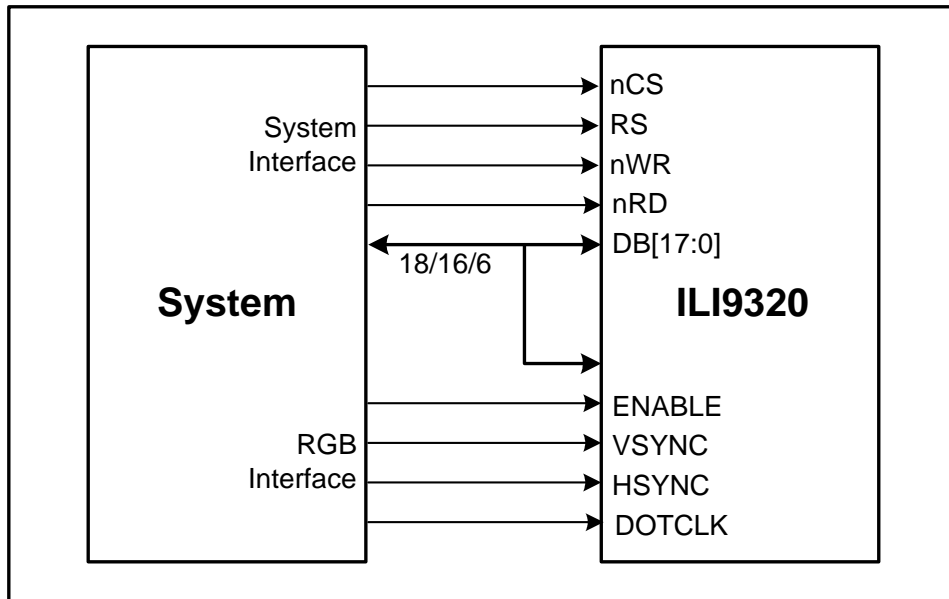 nCS
System
RS
Interface
nWR
nRD
DB[17:0]
18/16/6
System
ILI9320
ENABLE
RGB
VSYNC
Interface
HSYNC
DOTCLK